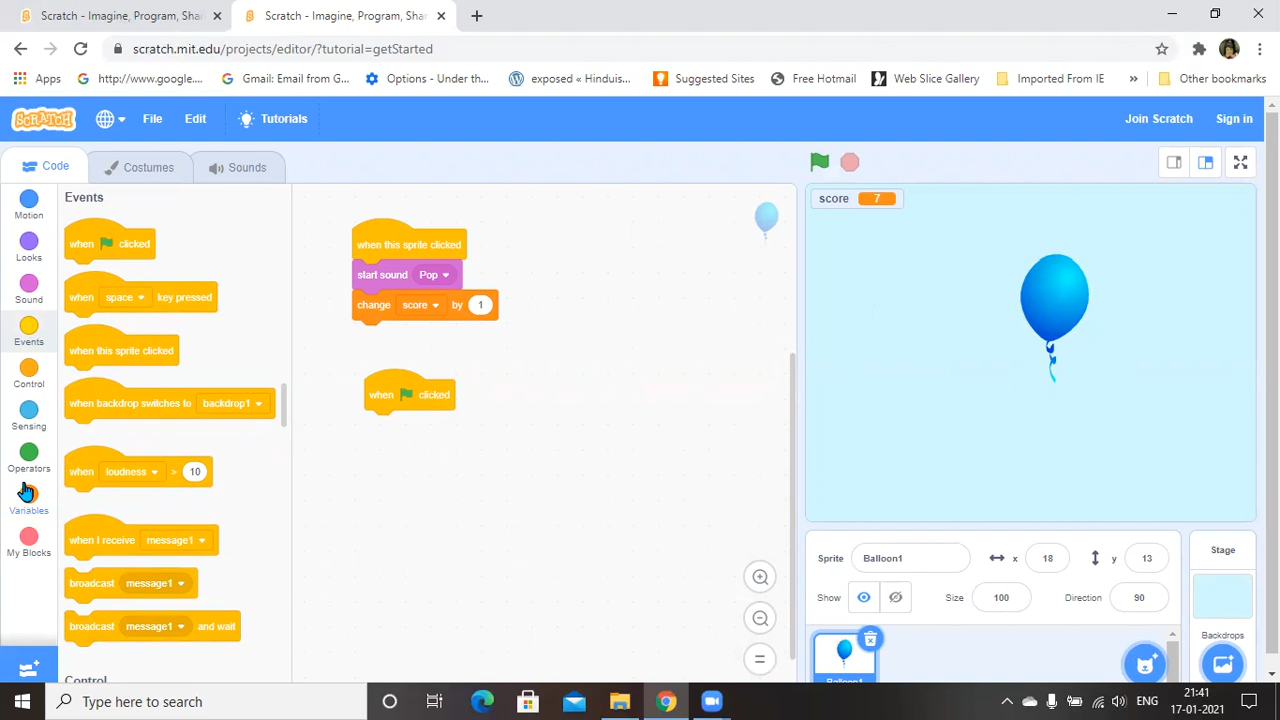 Scratch - Imagine, Program, Shar
Scratch - Imagine, Program, Shar
scratch.mit.edu/projects/editor/?tutorial=getStarted
Apps
http://www.google....
Gmail: Email from G...
Options - Under th...
exposed « Hinduis...
Suggested Sites
Free Hotmail
Web Slice Gallery
Imported From IE
Other bookmarks
SCRATCH
File
Edit
Tutorials
Join Scratch
Sign in
Code
Costumes
Sounds
Motion
Looks
Sound
Events
Control
Sensing
Operators
Variables
My Blocks
Events
when clicked
when space key pressed
when this sprite clicked
when backdrop switches to backdrop1
when loudness > 10
when I receive message1
broadcast message1
broadcast message1 and wait
Control
when this sprite clicked
start sound Pop
change score by 1
when clicked
score 7
Sprite Balloon1 x 18 y 13
Show Size 100 Direction 90
Balloon1
Stage
Backdrops
Type here to search
ENG
21:41
17-01-2021